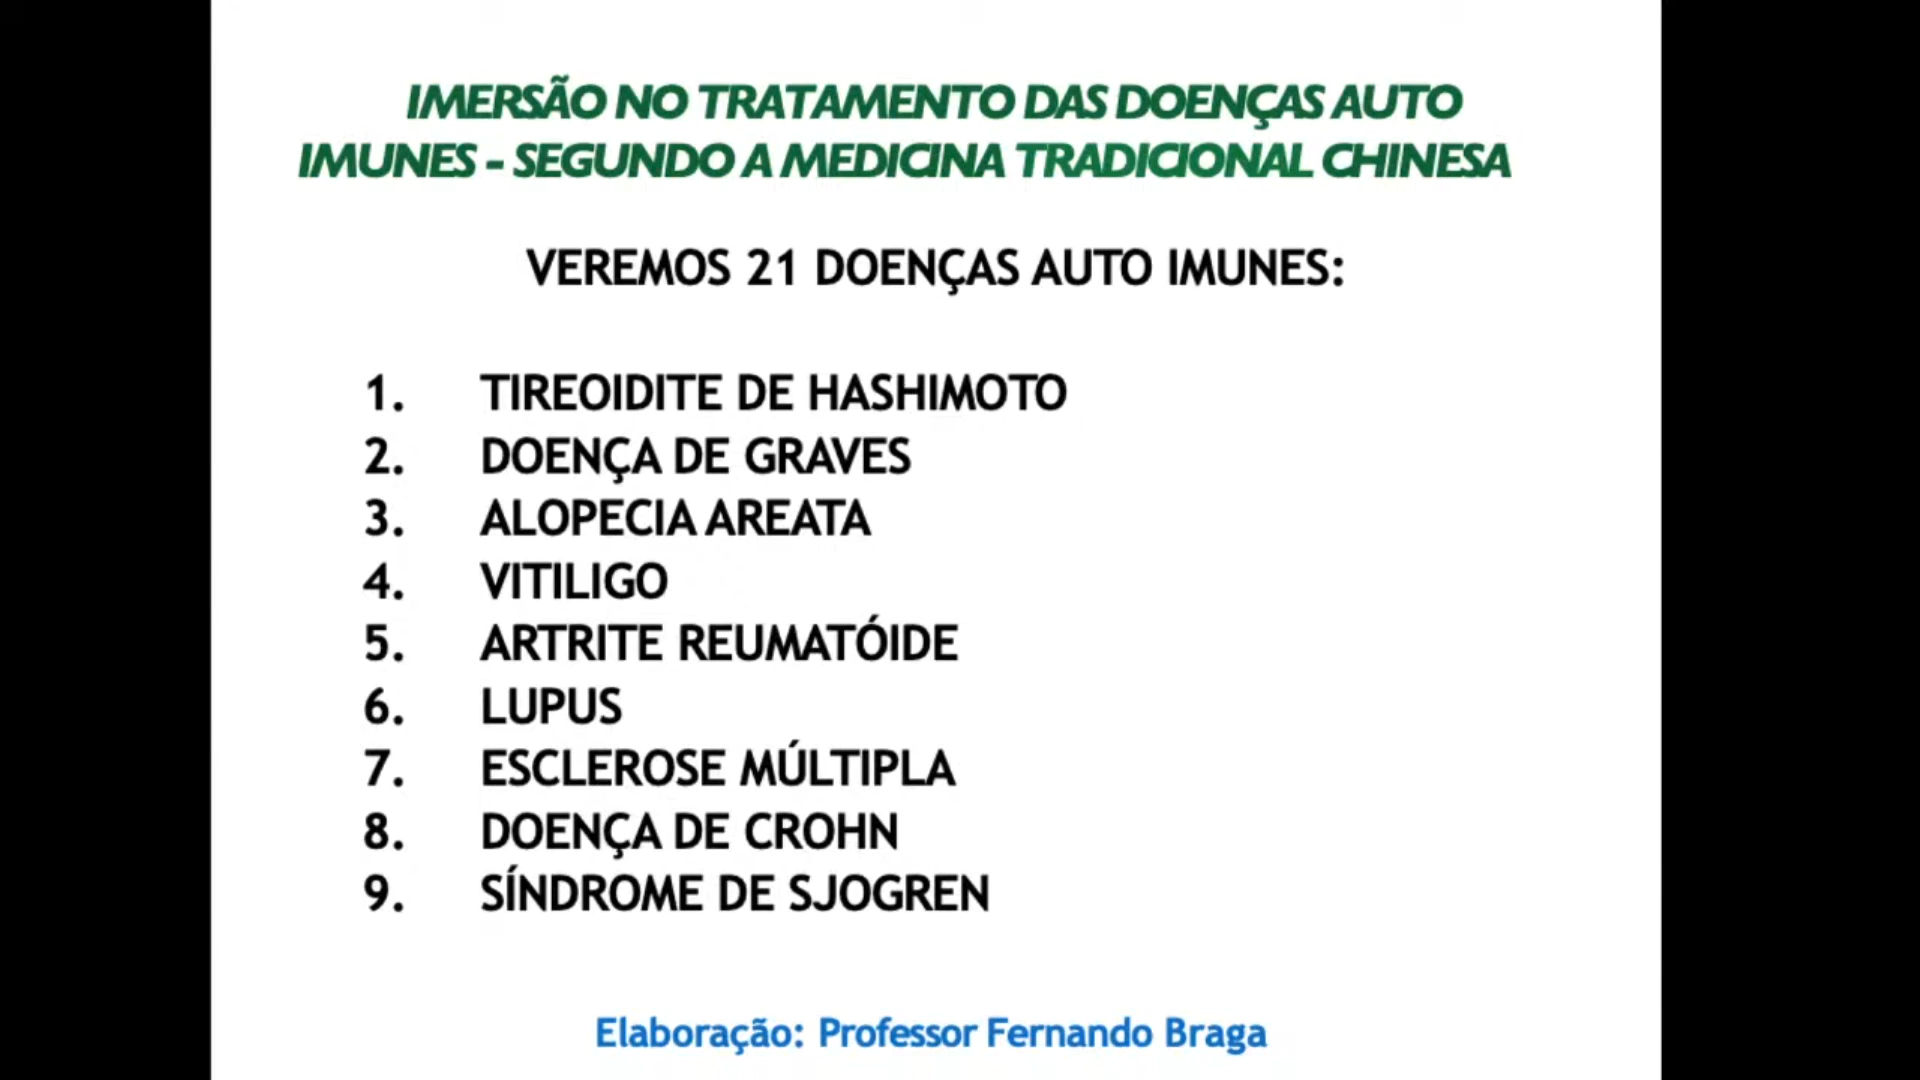 IMERSÃO NO TRATAMENTO DAS DOENÇAS AUTO
IMUNES - SEGUNDO A MEDICINA TRADICIONAL CHINESA
VEREMOS 21 DOENÇAS AUTO IMUNES:
1. TIREOIDITE DE HASHIMOTO
2. DOENÇA DE GRAVES
3. ALOPECIA AREATA
4. VITILIGO
5. ARTRITE REUMATÓIDE
6. LUPUS
7. ESCLEROSE MÚLTIPLA
8. DOENÇA DE CROHN
9. SÍNDROME DE SJOGREN
Elaboração: Professor Fernando Braga